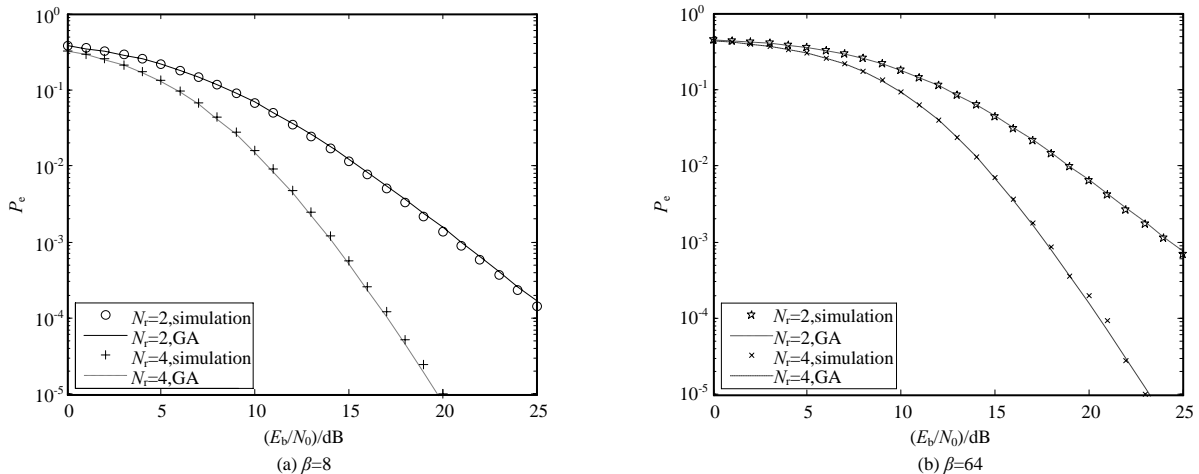 10^0
10^-1
10^-2
10^-3
10^-4
10^-5
P_e
N_r=2,simulation
N_r=2,GA
N_r=4,simulation
N_r=4,GA
0 5 10 15 20 25
(E_b/N_0)/dB
(a) β=8
10^0
10^-1
10^-2
10^-3
10^-4
10^-5
P_e
N_r=2,simulation
N_r=2,GA
N_r=4,simulation
N_r=4,GA
0 5 10 15 20 25
(E_b/N_0)/dB
(b) β=64